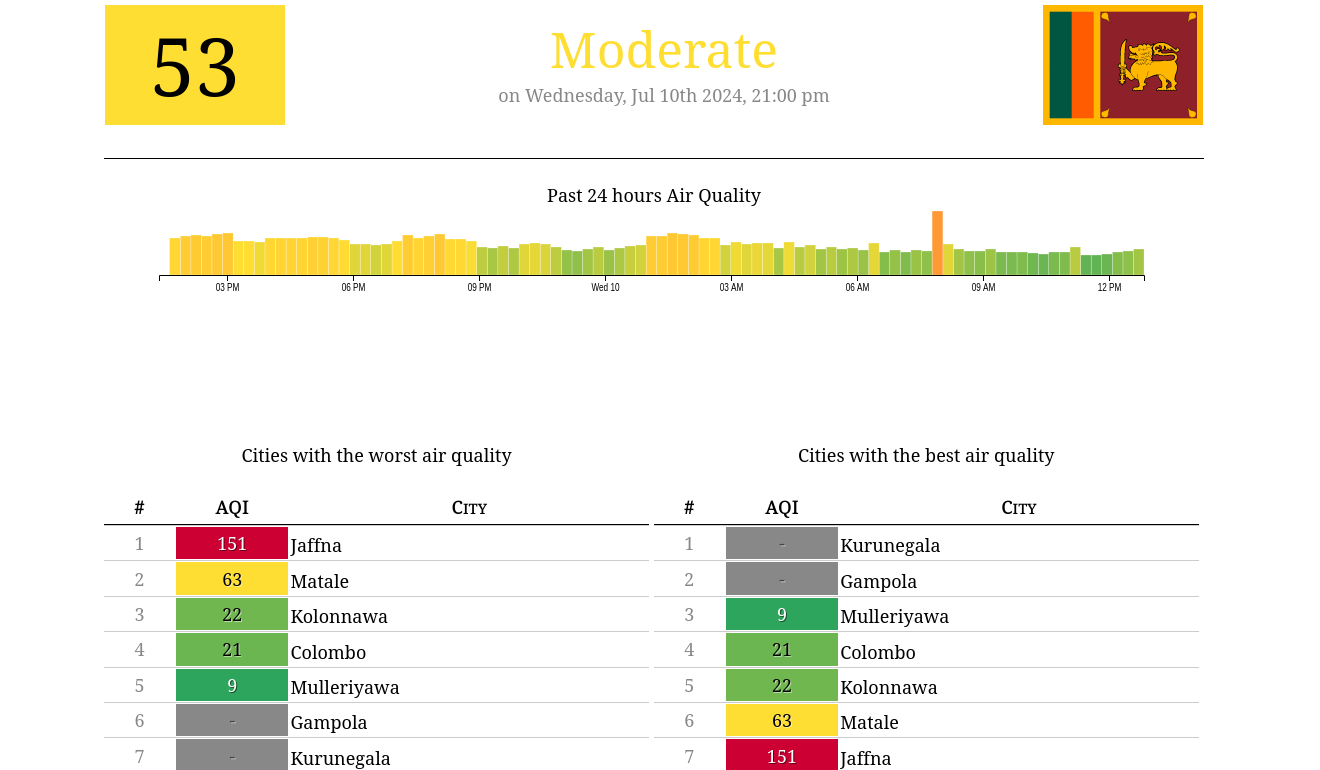 53
Moderate
on Wednesday, Jul 10th 2024, 21:00 pm
Past 24 hours Air Quality
03 PM 06 PM 09 PM Wed 10 03 AM 06 AM 09 AM 12 PM
Cities with the worst air quality
# AQI City
1 151 Jaffna
2 63 Matale
3 22 Kolonnawa
4 21 Colombo
5 9 Mulleriyawa
6 - Gampola
7 - Kurunegala
Cities with the best air quality
# AQI City
1 - Kurunegala
2 - Gampola
3 9 Mulleriyawa
4 21 Colombo
5 22 Kolonnawa
6 63 Matale
7 151 Jaffna